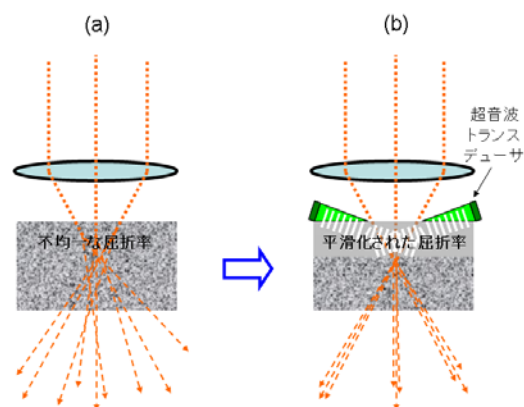 (a)
(b)
超音波
トランス
デューサ
不均一な屈折率
平滑化された屈折率